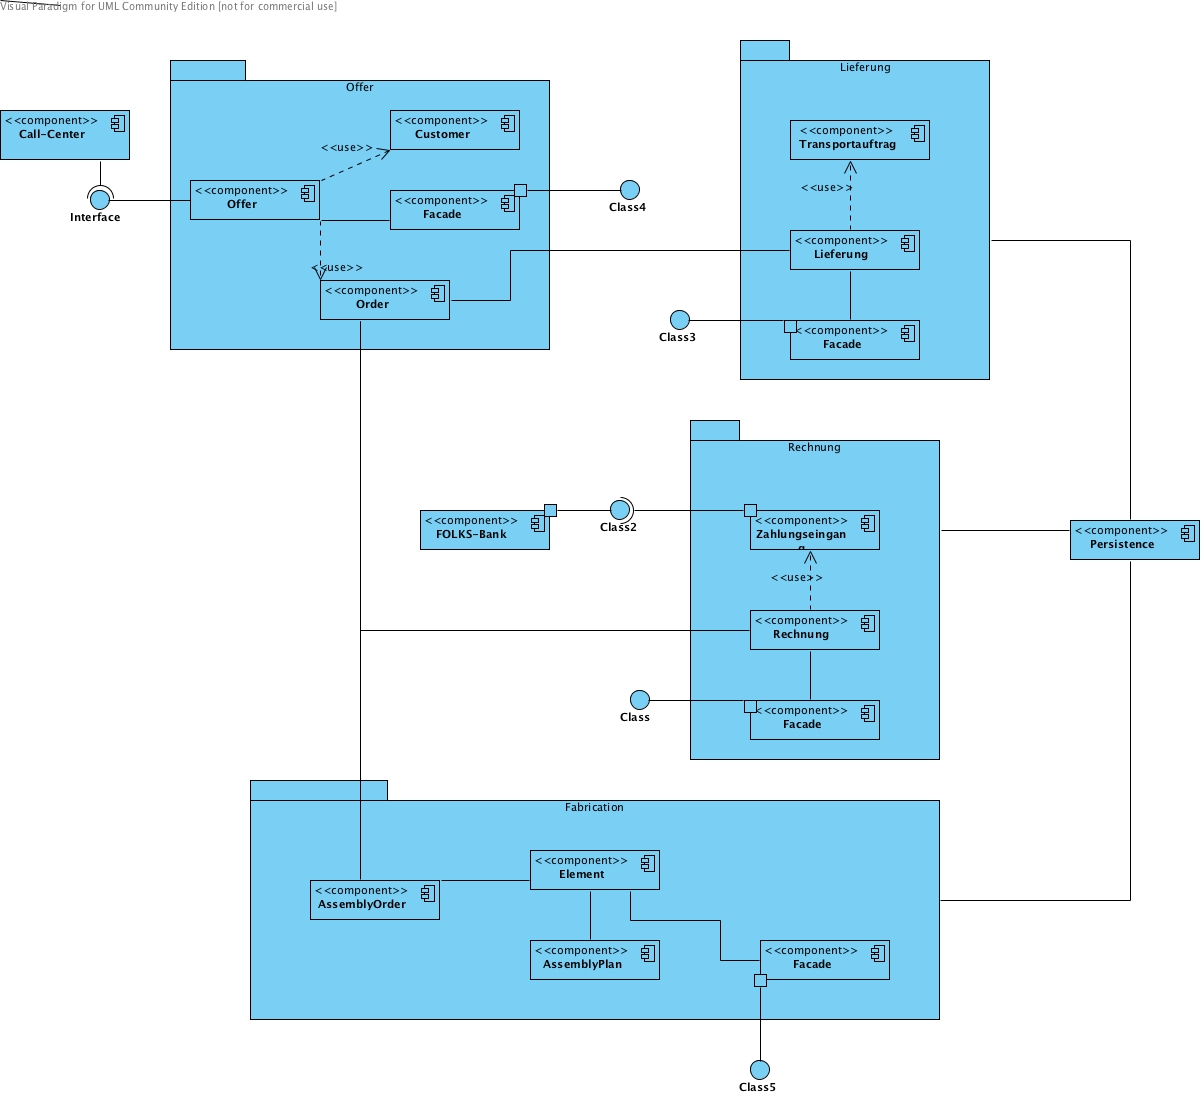 Visual Paradigm for UML Community Edition [not for commercial use]
Offer
<<component>>
Call-Center
Interface
<<component>>
Customer
<<use>>
<<component>>
Offer
<<component>>
Facade
Class4
<<use>>
<<component>>
Order
Lieferung
<<component>>
Transportauftrag
<<use>>
<<component>>
Lieferung
Class3
<<component>>
Facade
Rechnung
<<component>>
FOLKS-Bank
Class2
<<component>>
Zahlungseingan
g
<<use>>
<<component>>
Rechnung
Class
<<component>>
Facade
<<component>>
Persistence
Fabrication
<<component>>
Element
<<component>>
AssemblyOrder
<<component>>
AssemblyPlan
<<component>>
Facade
Class5